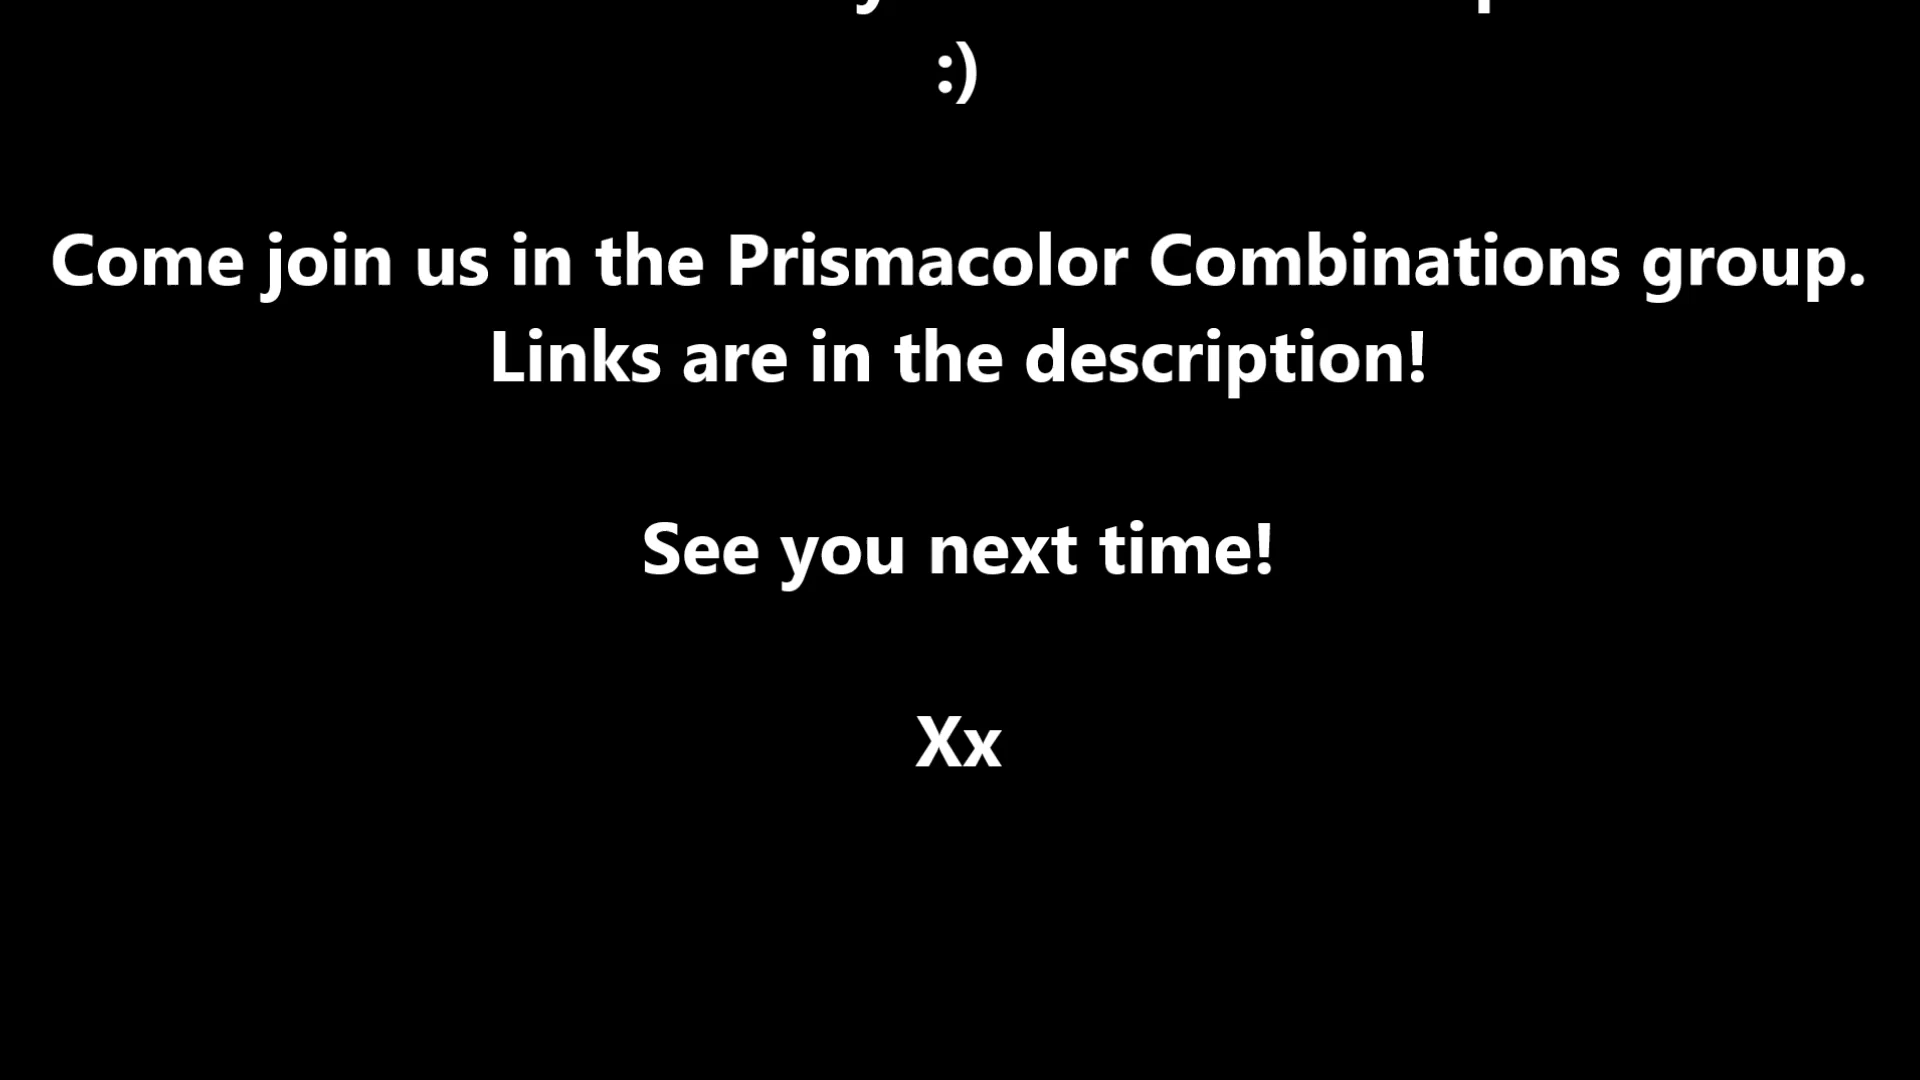 :)
Come join us in the Prismacolor Combinations group.
Links are in the description!
See you next time!
Xx